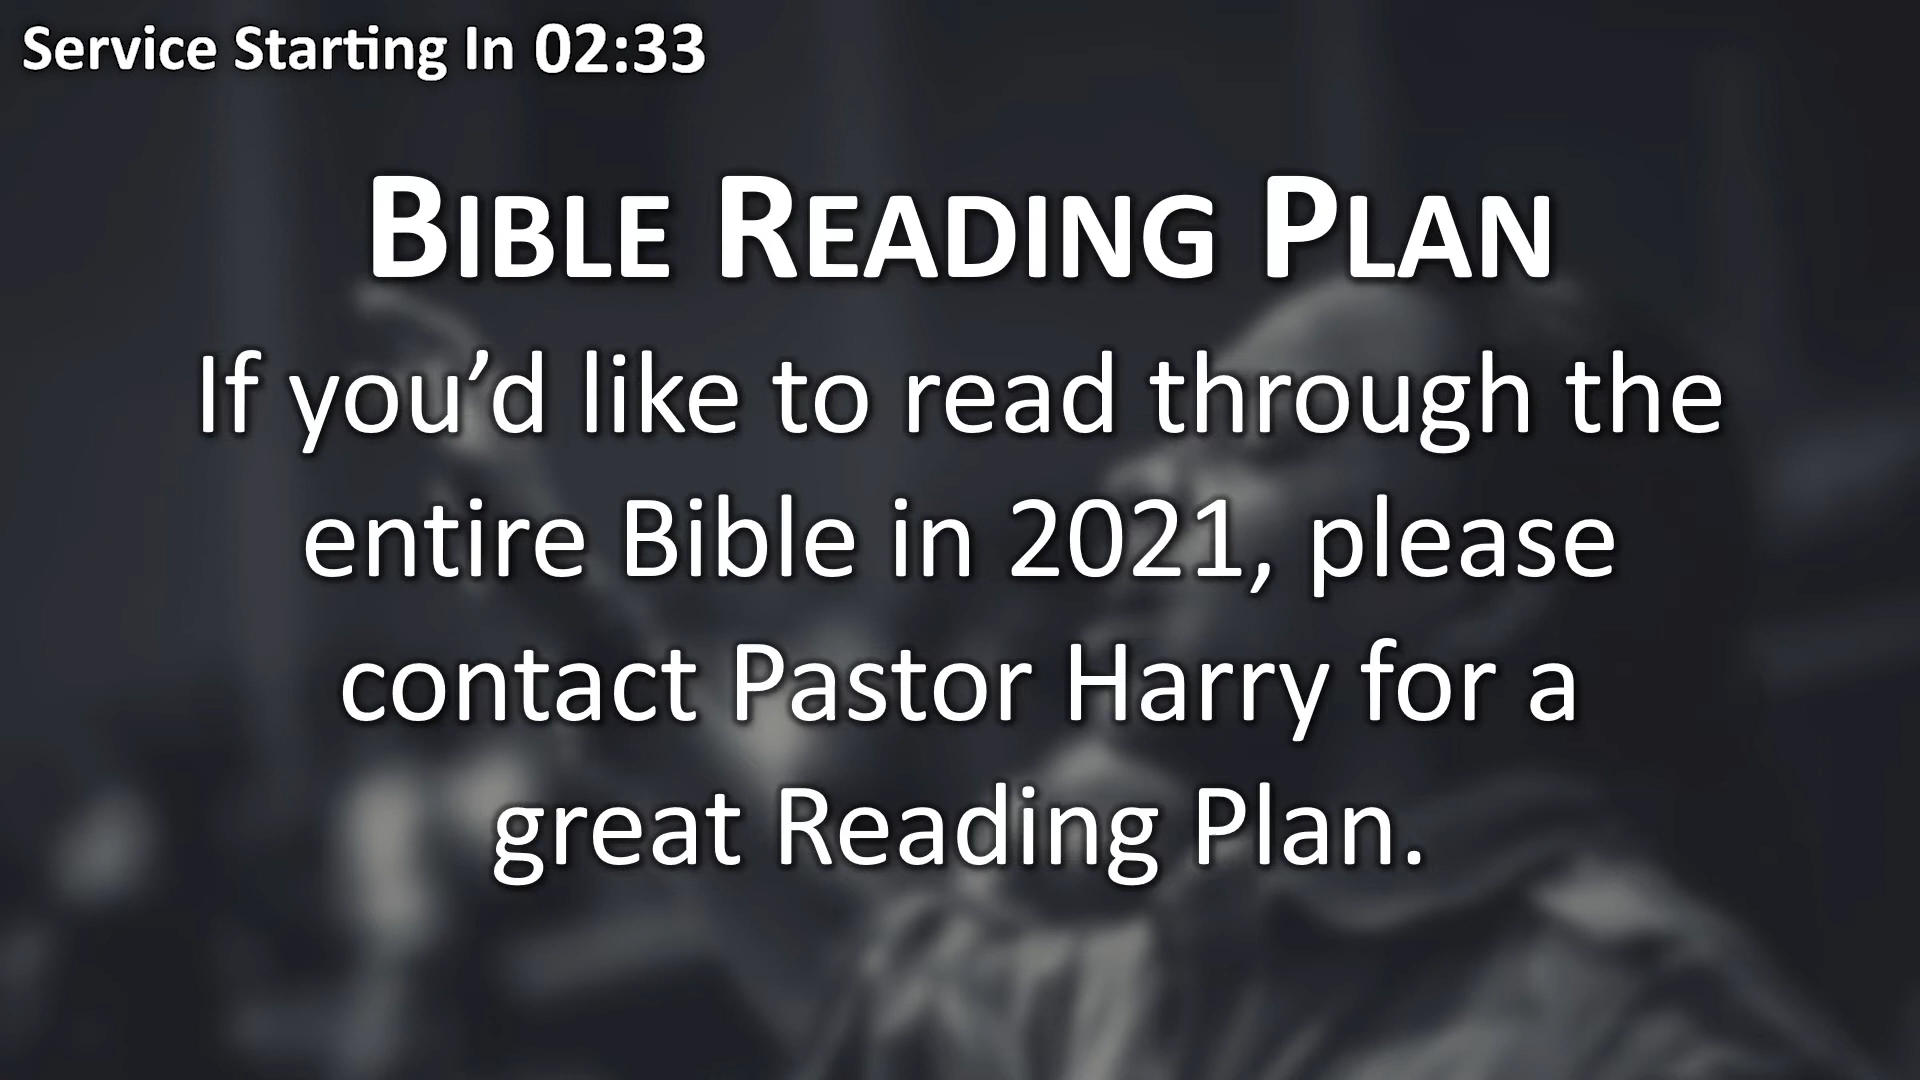 Service Starting In 02:33
BIBLE READING PLAN
If you’d like to read through the
entire Bible in 2021, please
contact Pastor Harry for a
great Reading Plan.